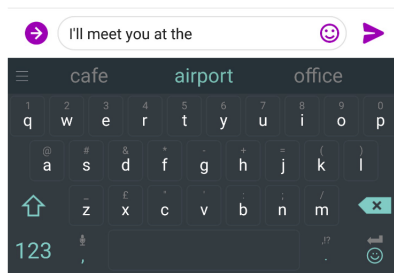 I'll meet you at the
cafe airport office
1 2 3 4 5 6 7 8 9 0
q w e r t y u i o p
@ # & * - + = ( )
a s d f g h j k l
_ £ " ' : ; /
z x c v b n m
123 , ,!? .